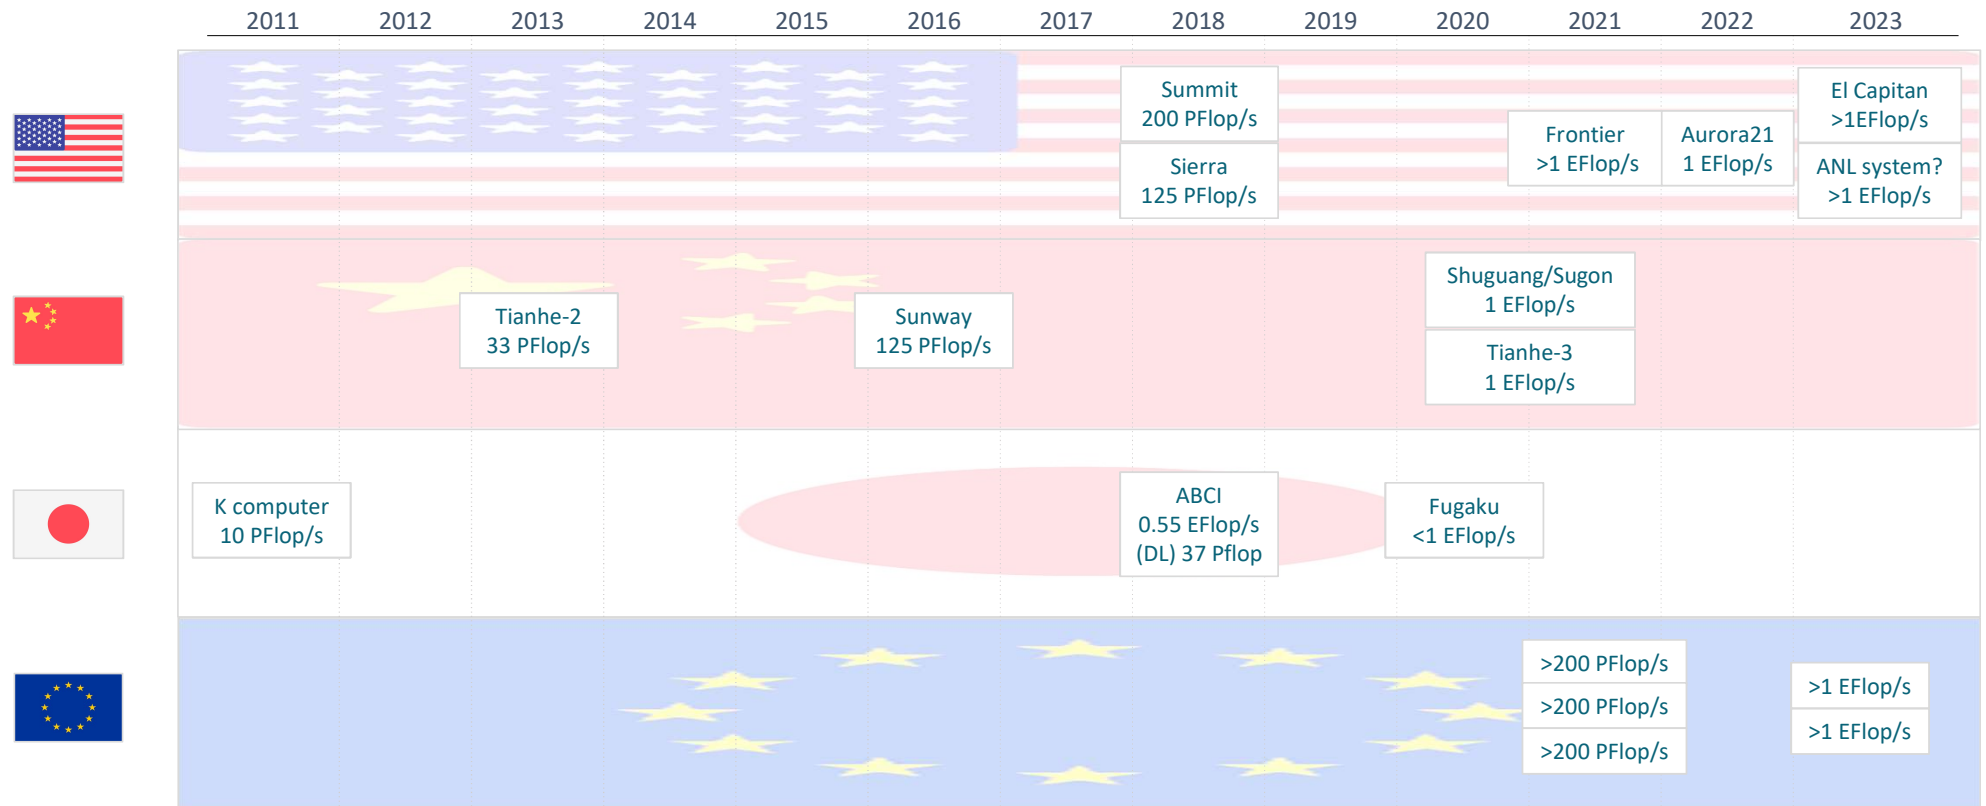 2011 2012 2013 2014 2015 2016 2017 2018 2019 2020 2021 2022 2023
Summit
200 PFlop/s
Sierra
125 PFlop/s
Frontier
>1 EFlop/s
Aurora21
1 EFlop/s
El Capitan
>1EFlop/s
ANL system?
>1 EFlop/s
Tianhe-2
33 PFlop/s
Sunway
125 PFlop/s
Shuguang/Sugon
1 EFlop/s
Tianhe-3
1 EFlop/s
K computer
10 PFlop/s
ABCI
0.55 EFlop/s
(DL) 37 Pflop
Fugaku
<1 EFlop/s
>200 PFlop/s
>200 PFlop/s
>200 PFlop/s
>1 EFlop/s
>1 EFlop/s